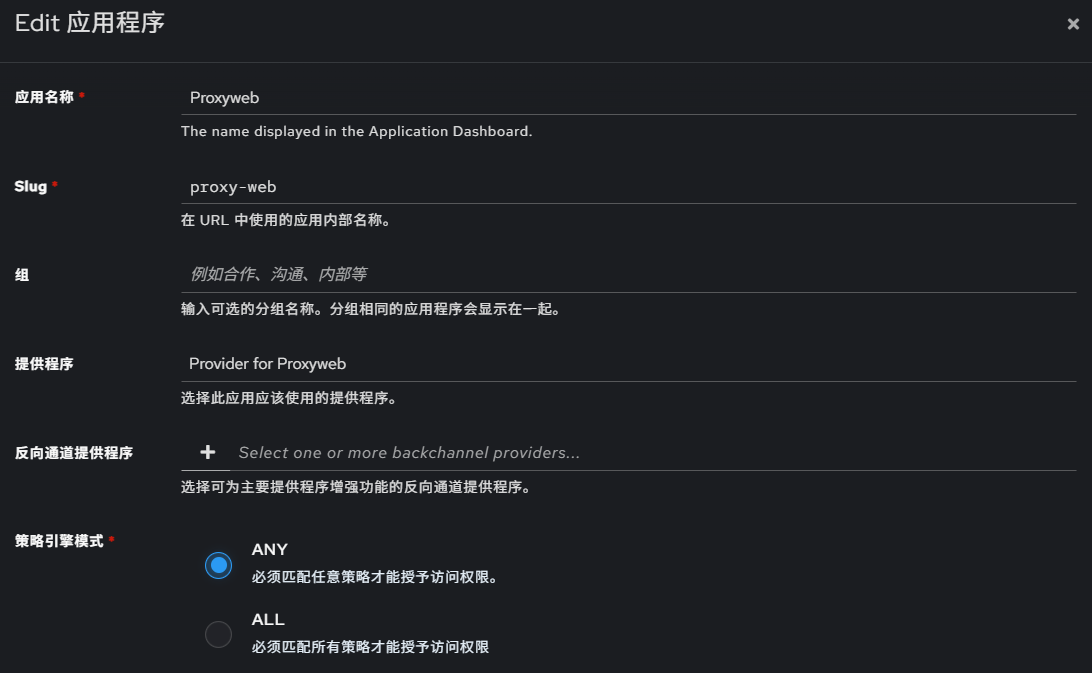 Edit 应用程序
应用名称 *
Proxyweb
The name displayed in the Application Dashboard.
Slug *
proxy-web
在 URL 中使用的应用内部名称。
组
例如合作、沟通、内部等
输入可选的分组名称。分组相同的应用程序会显示在一起。
提供程序
Provider for Proxyweb
选择此应用应该使用的提供程序。
反向通道提供程序
Select one or more backchannel providers...
选择可为主要提供程序增强功能的反向通道提供程序。
策略引擎模式 *
ANY
必须匹配任意策略才能授予访问权限。
ALL
必须匹配所有策略才能授予访问权限